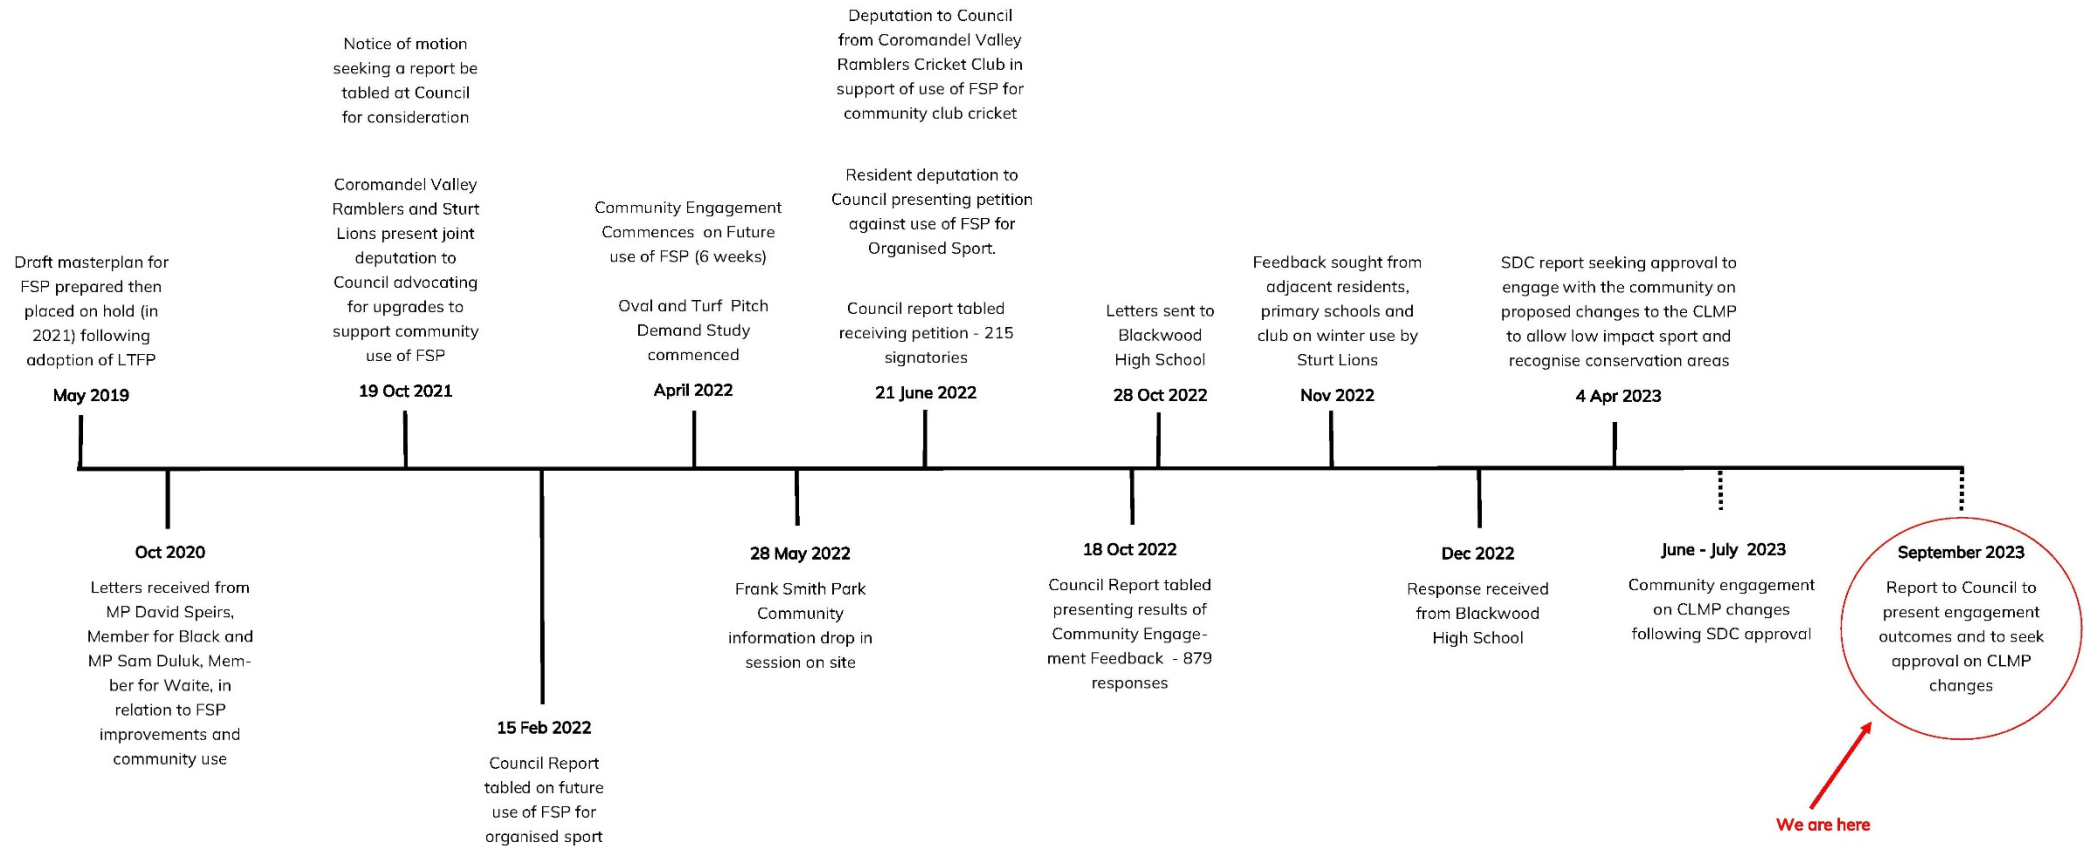 Draft masterplan for
FSP prepared then
placed on hold (in
2021) following
adoption of LTFP
May 2019
Oct 2020
Letters received from
MP David Speirs,
Member for Black and
MP Sam Duluk, Mem-
ber for Waite, in
relation to FSP
improvements and
community use
Notice of motion
seeking a report be
tabled at Council
for consideration
Coromandel Valley
Ramblers and Sturt
Lions present joint
deputation to
Council advocating
for upgrades to
support community
use of FSP
19 Oct 2021
15 Feb 2022
Council Report
tabled on future
use of FSP for
organised sport
Community Engagement
Commences on Future
use of FSP (6 weeks)
Oval and Turf Pitch
Demand Study
commenced
April 2022
28 May 2022
Frank Smith Park
Community
information drop in
session on site
Deputation to Council
from Coromandel Valley
Ramblers Cricket Club in
support of use of FSP for
community club cricket
Resident deputation to
Council presenting petition
against use of FSP for
Organised Sport.
Council report tabled
receiving petition - 215
signatories
21 June 2022
18 Oct 2022
Council Report tabled
presenting results of
Community Engage-
ment Feedback - 879
responses
Letters sent to
Blackwood
High School
28 Oct 2022
Feedback sought from
adjacent residents,
primary schools and
club on winter use by
Sturt Lions
Nov 2022
Dec 2022
Response received
from Blackwood
High School
SDC report seeking approval to
engage with the community on
proposed changes to the CLMP
to allow low impact sport and
recognise conservation areas
4 Apr 2023
June - July 2023
Community engagement
on CLMP changes
following SDC approval
September 2023
Report to Council to
present engagement
outcomes and to seek
approval on CLMP
changes
We are here